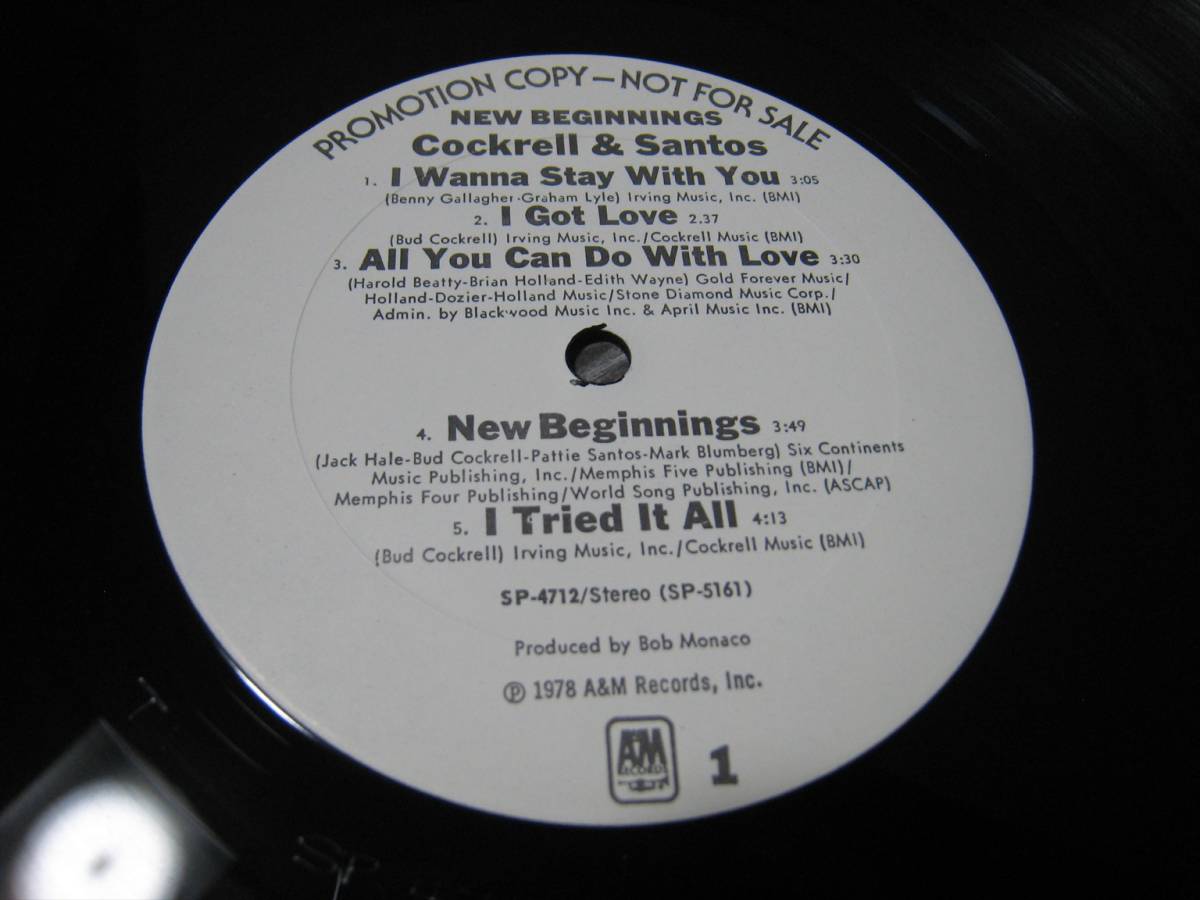 PROMOTION COPY — NOT FOR SALE
NEW BEGINNINGS
Cockrell & Santos
1. I Wanna Stay With You 3:05
(Benny Gallagher-Graham Lyle) Irving Music, Inc. (BMI)
2. I Got Love 2.37
(Bud Cockrell) Irving Music, Inc./Cockrell Music (BMI)
3. All You Can Do With Love 3:30
(Harold Beatty-Brian Holland-Edith Wayne) Gold Forever Music/
Holland-Dozier-Holland Music/Stone Diamond Music Corp./
Admin. by Blackwood Music Inc. & April Music Inc. (BMI)
4. New Beginnings 3:49
(Jack Hale-Bud Cockrell-Pattie Santos-Mark Blumberg) Six Continents
Music Publishing, Inc./Memphis Five Publishing (BMI)/
Memphis Four Publishing/World Song Publishing, Inc. (ASCAP)
5. I Tried It All 4:13
(Bud Cockrell) Irving Music, Inc./Cockrell Music (BMI)
SP-4712/Stereo (SP-5161)
Produced by Bob Monaco
℗ 1978 A&M Records, Inc.
A&M
RECORDS
1